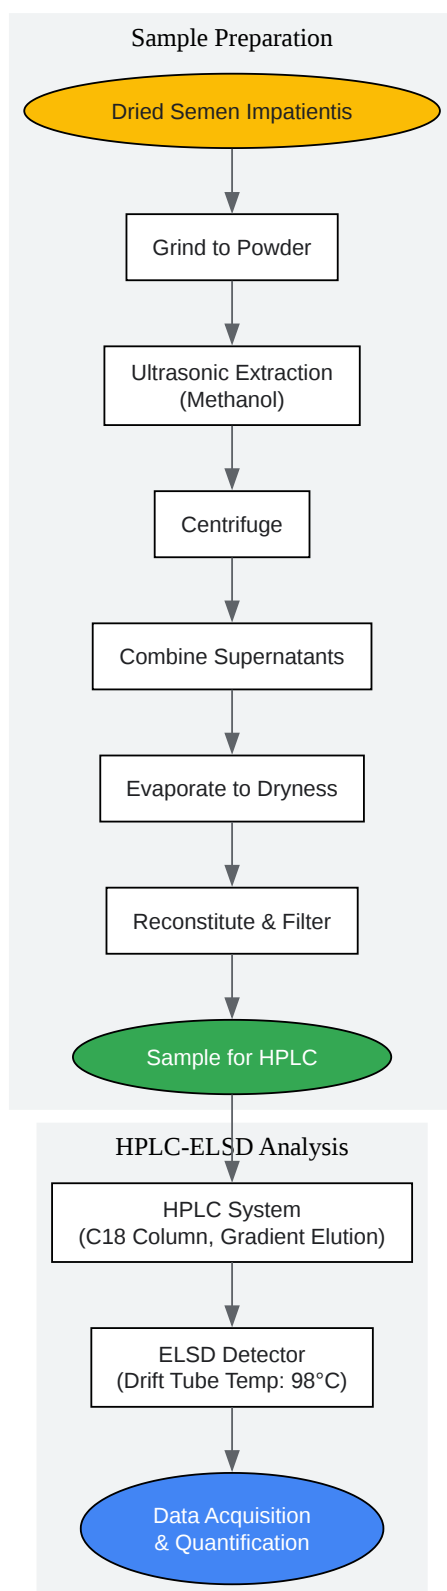 Sample Preparation
Dried Semen Impatientis
Grind to Powder
Ultrasonic Extraction
(Methanol)
Centrifuge
Combine Supernatants
Evaporate to Dryness
Reconstitute & Filter
Sample for HPLC
HPLC-ELSD Analysis
HPLC System
(C18 Column, Gradient Elution)
ELSD Detector
(Drift Tube Temp: 98°C)
Data Acquisition
& Quantification